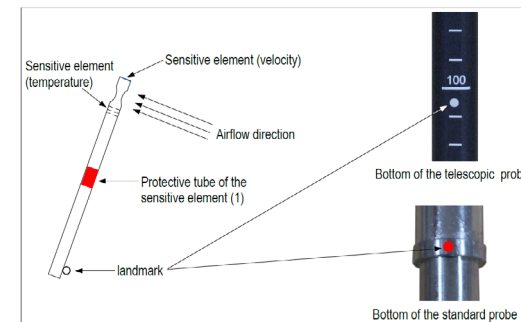 Sensitive element
(temperature)
Sensitive element (velocity)
Airflow direction
Protective tube of the
sensitive element (1)
landmark
100
Bottom of the telescopic prob
Bottom of the standard probe